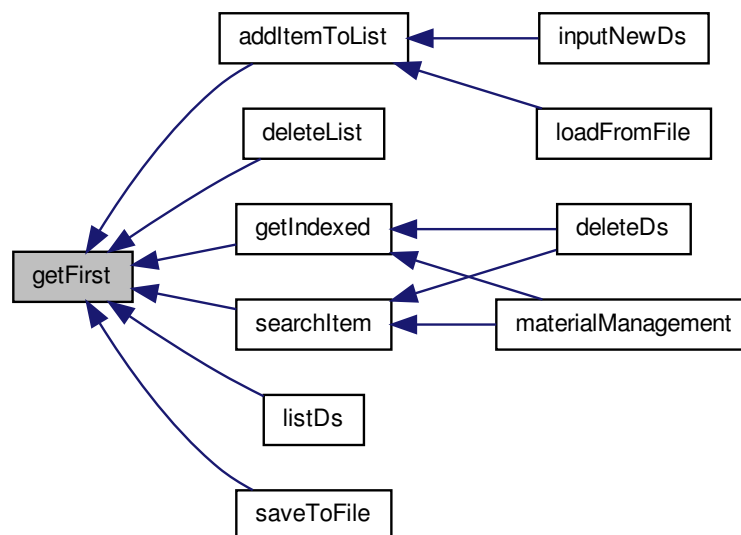 addItemToList
inputNewDs
deleteList
loadFromFile
getIndexed
deleteDs
getFirst
searchItem
materialManagement
listDs
saveToFile